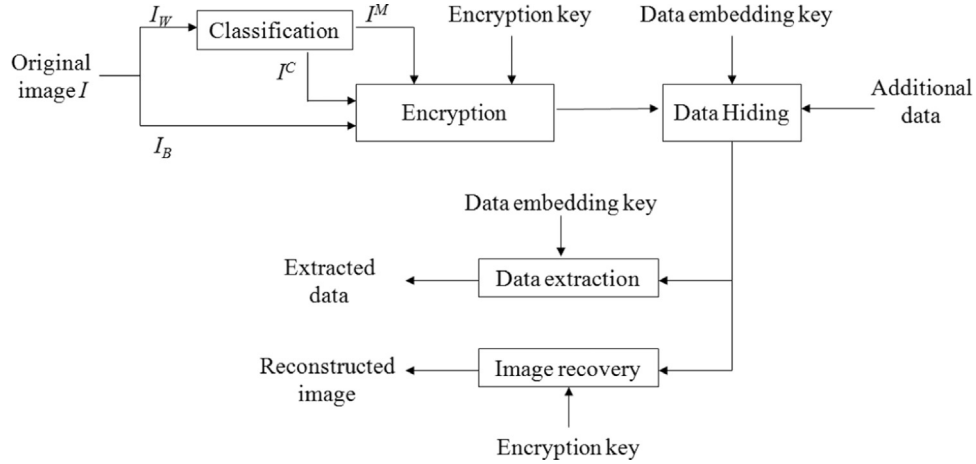 I_W
Classification
I^M
Encryption key
Data embedding key
Original
image I
I^C
Encryption
Data Hiding
Additional
data
I_B
Data embedding key
Extracted
data
Data extraction
Reconstructed
image
Image recovery
Encryption key